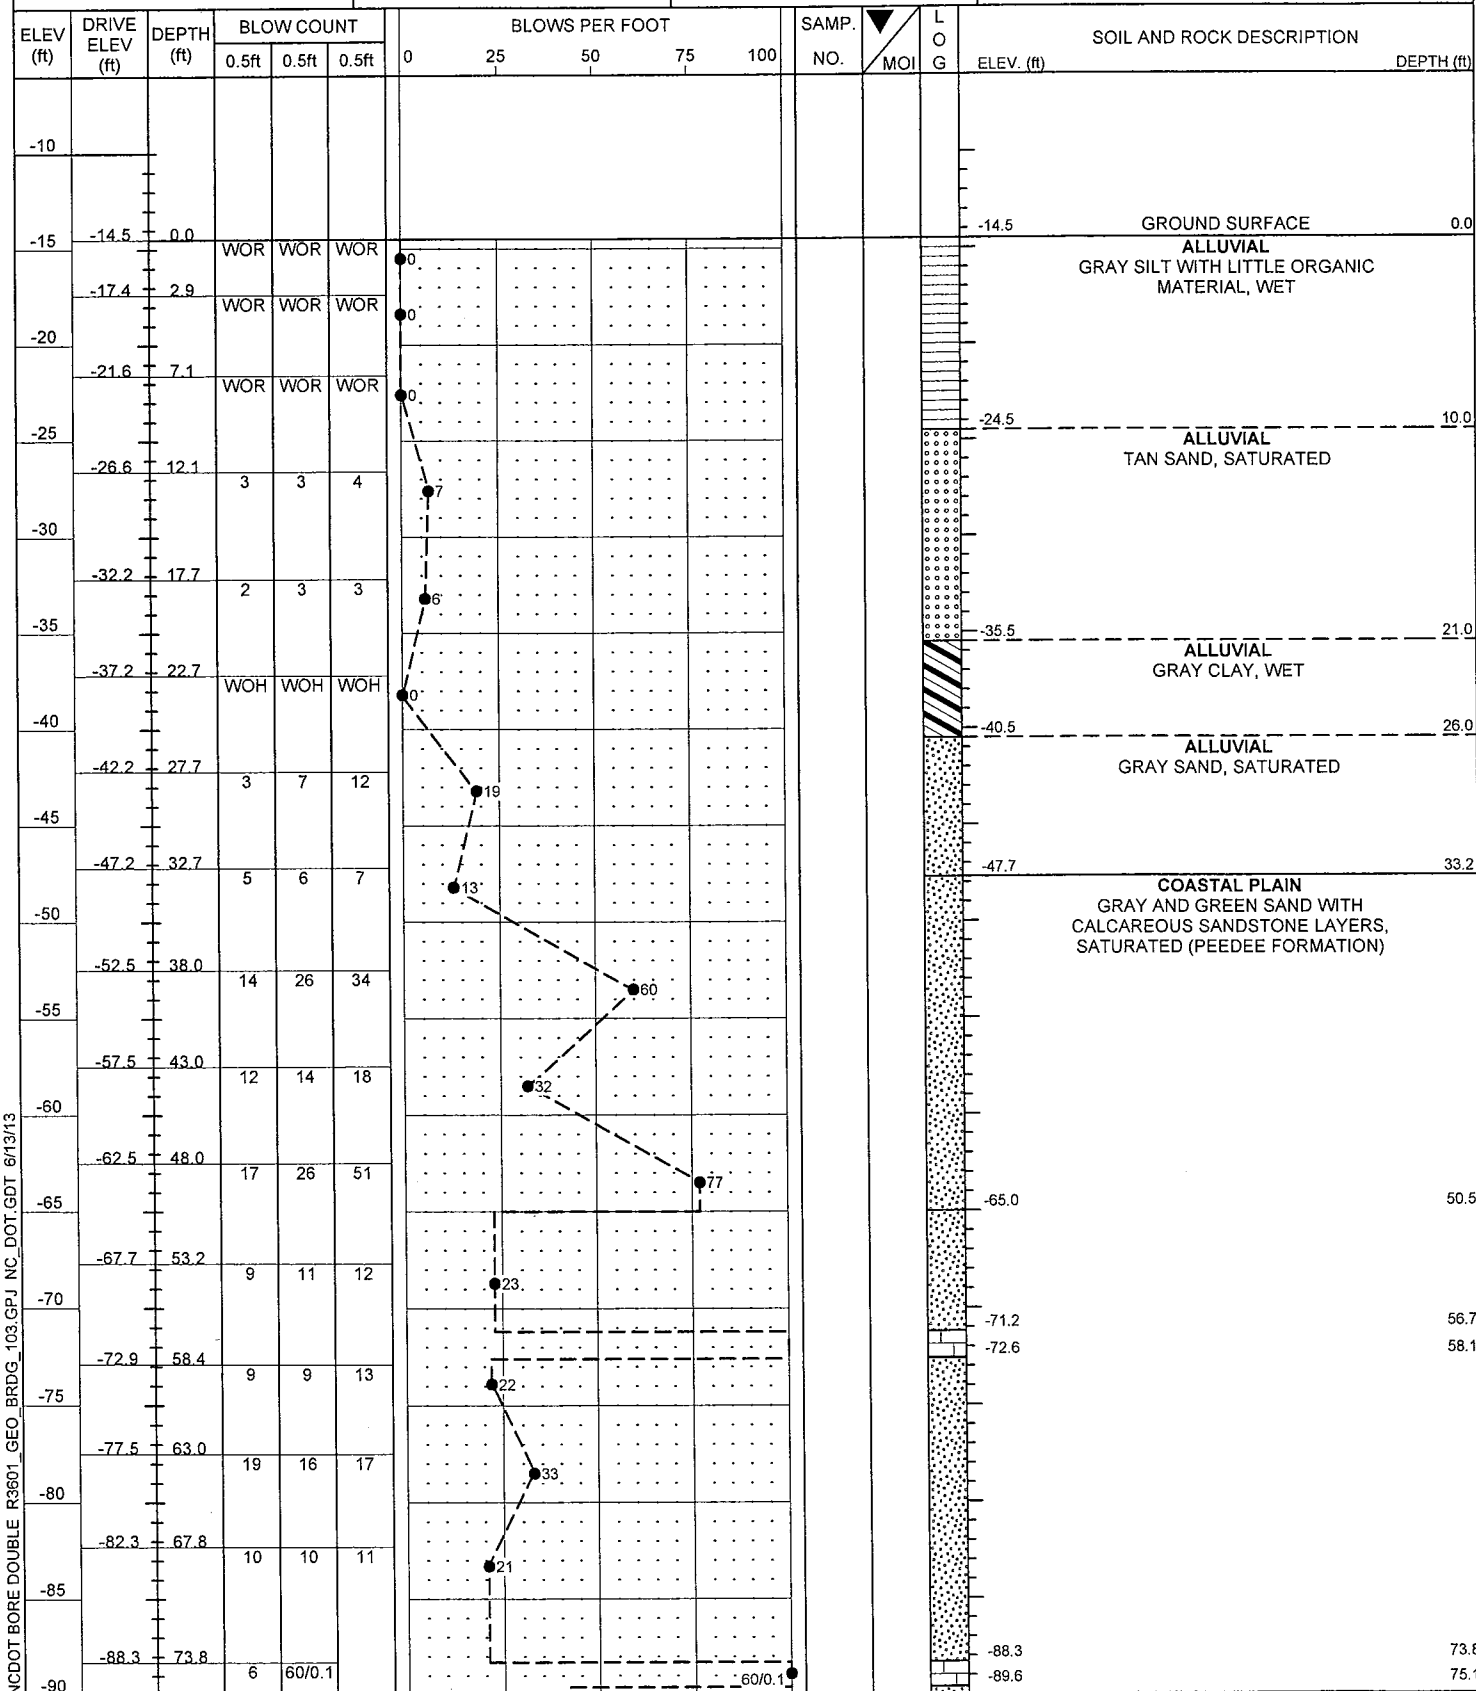 ELEV (ft) DRIVE ELEV (ft) DEPTH (ft) BLOW COUNT BLOWS PER FOOT SAMP. NO. MOI LOG SOIL AND ROCK DESCRIPTION
0.5ft 0.5ft 0.5ft 0 25 50 75 100 ELEV. (ft) DEPTH (ft)
-10
-14.5 GROUND SURFACE 0.0
-15 -14.5 0.0 WOR WOR WOR 0
ALLUVIAL
GRAY SILT WITH LITTLE ORGANIC
MATERIAL, WET
-17.4 2.9 WOR WOR WOR 0
-20
-21.6 7.1 WOR WOR WOR 0
-24.5 10.0
-25
ALLUVIAL
TAN SAND, SATURATED
-26.6 12.1 3 3 4 7
-30
-32.2 17.7 2 3 3 6
-35
-35.5 21.0
ALLUVIAL
GRAY CLAY, WET
-37.2 22.7 WOH WOH WOH 0
-40
-40.5 26.0
ALLUVIAL
GRAY SAND, SATURATED
-42.2 27.7 3 7 12 19
-45
-47.2 32.7 5 6 7 13
-47.7 33.2
COASTAL PLAIN
GRAY AND GREEN SAND WITH
CALCAREOUS SANDSTONE LAYERS,
SATURATED (PEEDEE FORMATION)
-50
-52.5 38.0 14 26 34 60
-55
-57.5 43.0 12 14 18 32
-60
-62.5 48.0 17 26 51 77
-65
-65.0 50.5
-67.7 53.2 9 11 12 23
-70
-71.2 56.7
-72.6 58.1
-72.9 58.4 9 9 13 22
-75
-77.5 63.0 19 16 17 33
-80
-82.3 67.8 10 10 11 21
-85
-88.3 73.8 6 60/0.1 60/0.1
-88.3 73.8
-89.6 75.1
-90
NCDOT BORE DOUBLE R3601_GEO_BRDG_103.GPJ NC_DOT.GDT 6/13/13